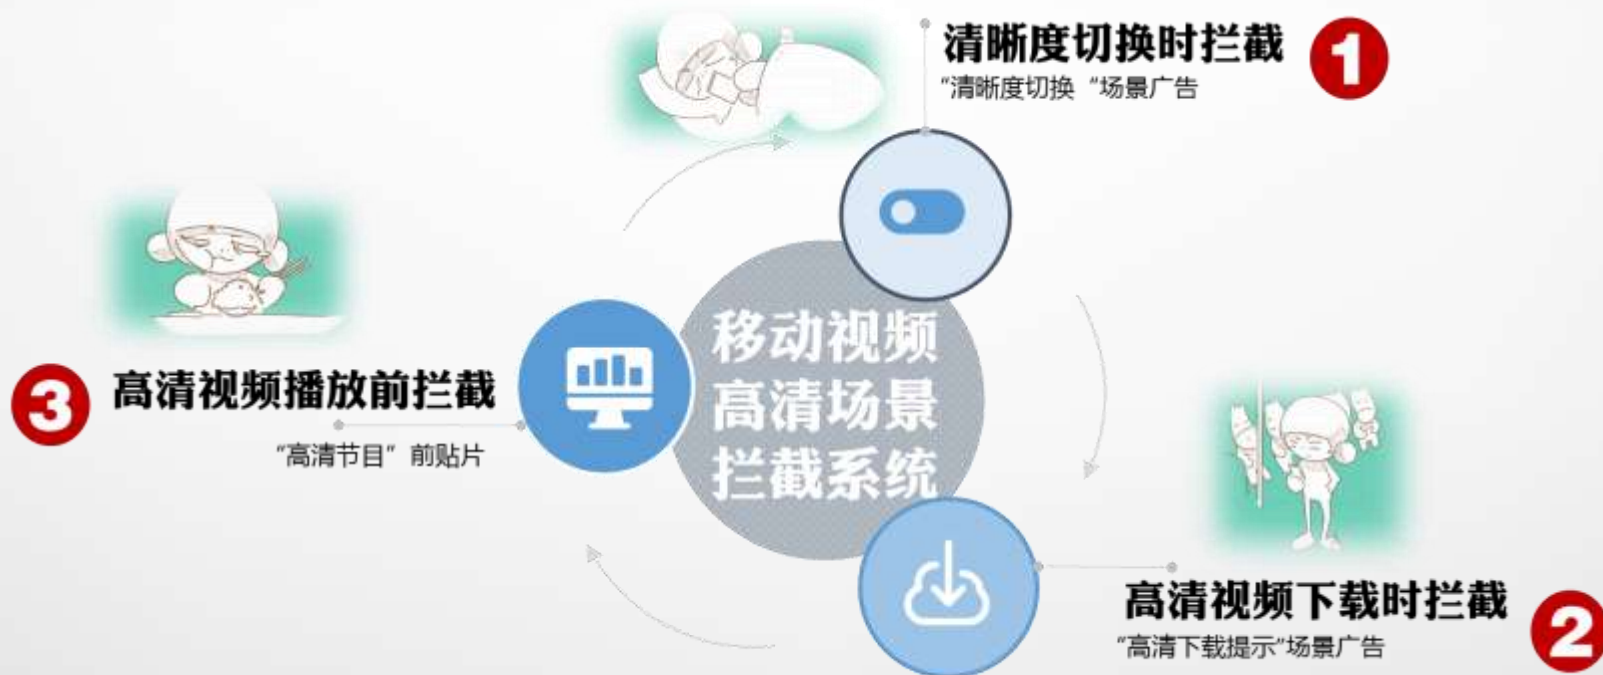 清晰度切换时拦截
1
“清晰度切换 “场景广告
移动视频
高清场景
拦截系统
3
高清视频播放前拦截
“高清节目” 前贴片
高清视频下载时拦截
2
“高清下载提示”场景广告